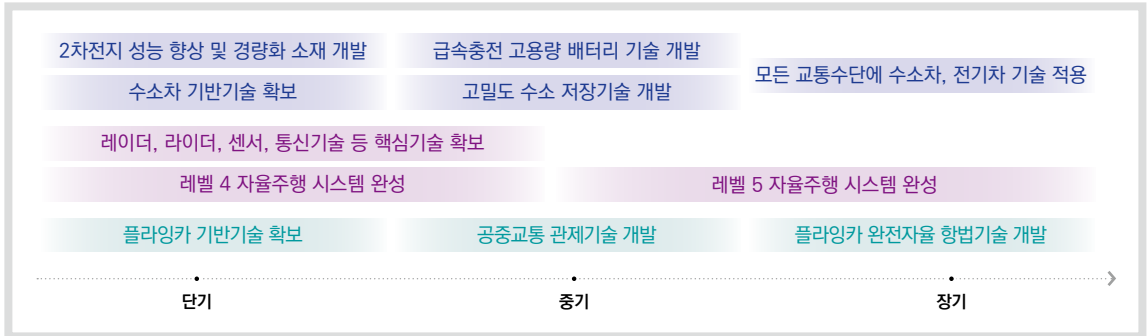 2차전지 성능 향상 및 경량화 소재 개발
급속충전 고용량 배터리 기술 개발
모든 교통수단에 수소차, 전기차 기술 적용
수소차 기반기술 확보
고밀도 수소 저장기술 개발
레이더, 라이더, 센서, 통신기술 등 핵심기술 확보
레벨 4 자율주행 시스템 완성
레벨 5 자율주행 시스템 완성
플라잉카 기반기술 확보
공중교통 관제기술 개발
플라잉카 완전자율 항법기술 개발
단기
중기
장기